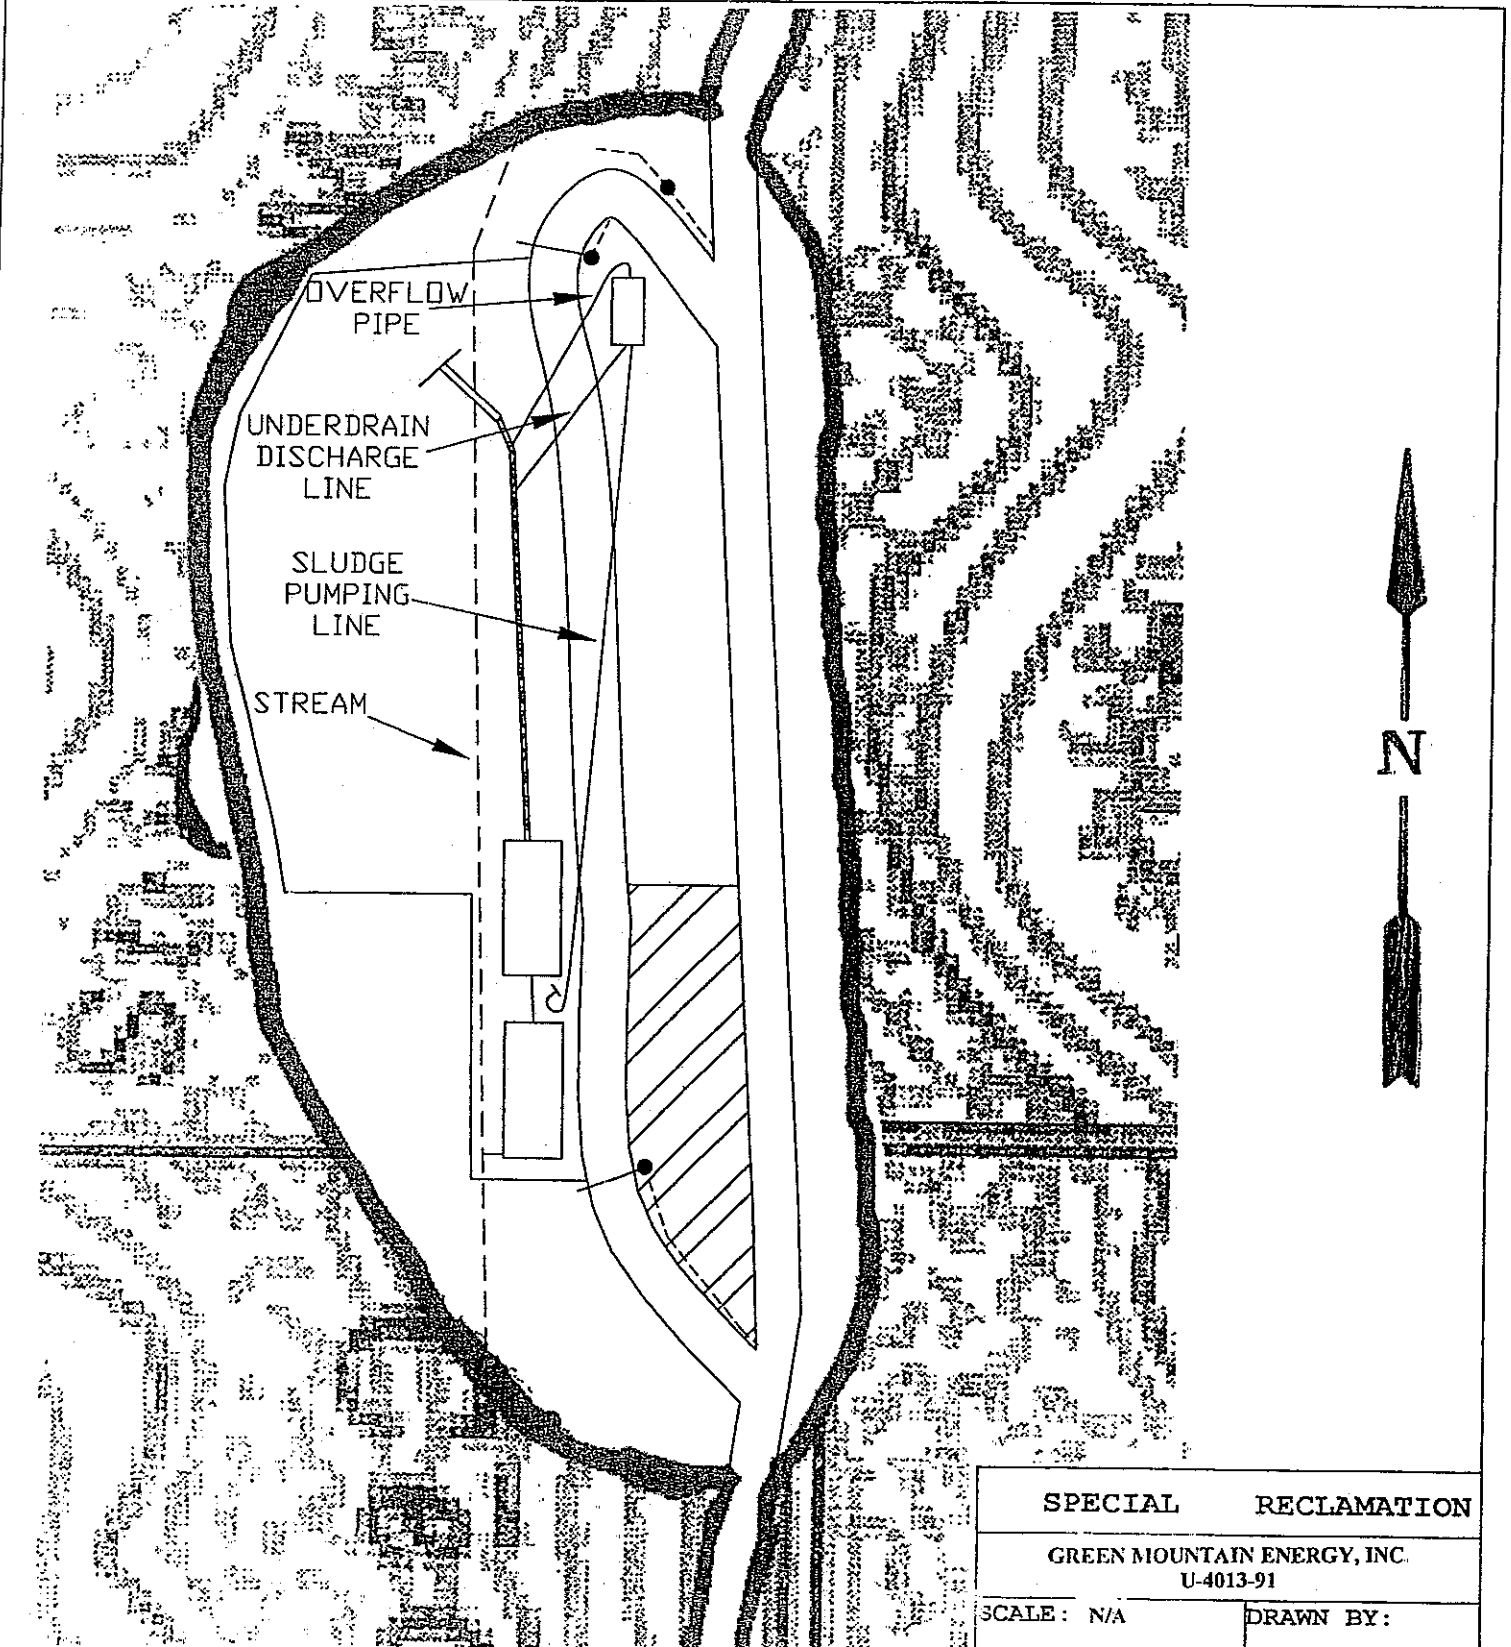 OVERFLOW
PIPE
UNDERDRAIN
DISCHARGE
LINE
SLUDGE
PUMPING
LINE
STREAM
N
SPECIAL RECLAMATION
GREEN MOUNTAIN ENERGY, INC.
U-4013-91
SCALE: N/A
DRAWN BY: